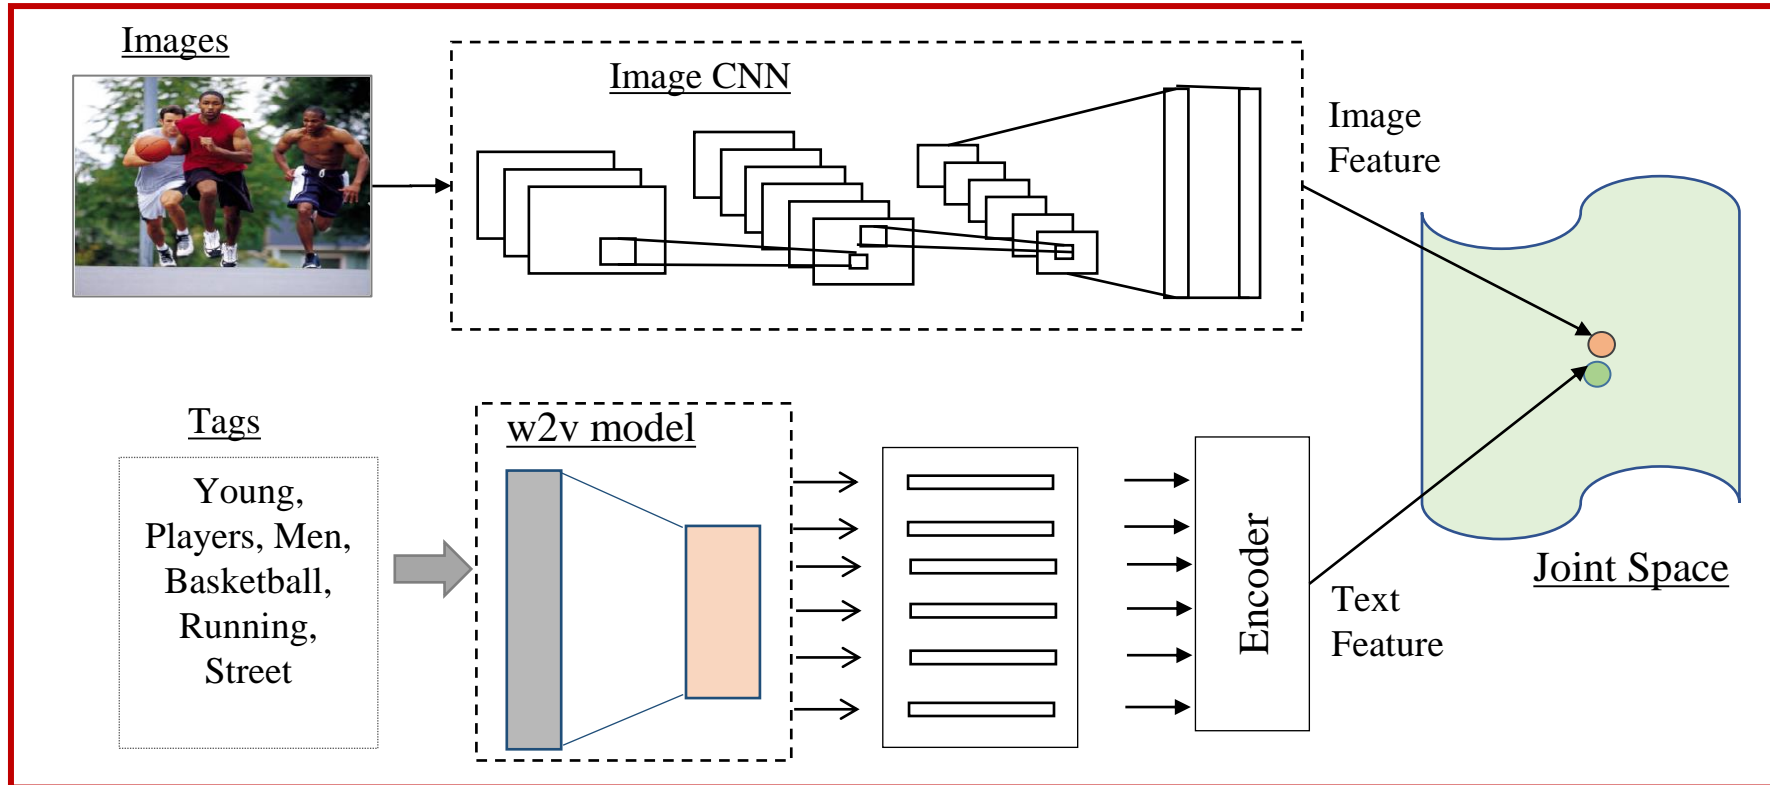 Images
Image CNN
Image
Feature
Tags
Young,
Players, Men,
Basketball,
Running,
Street
w2v model
Encoder
Text
Feature
Joint Space